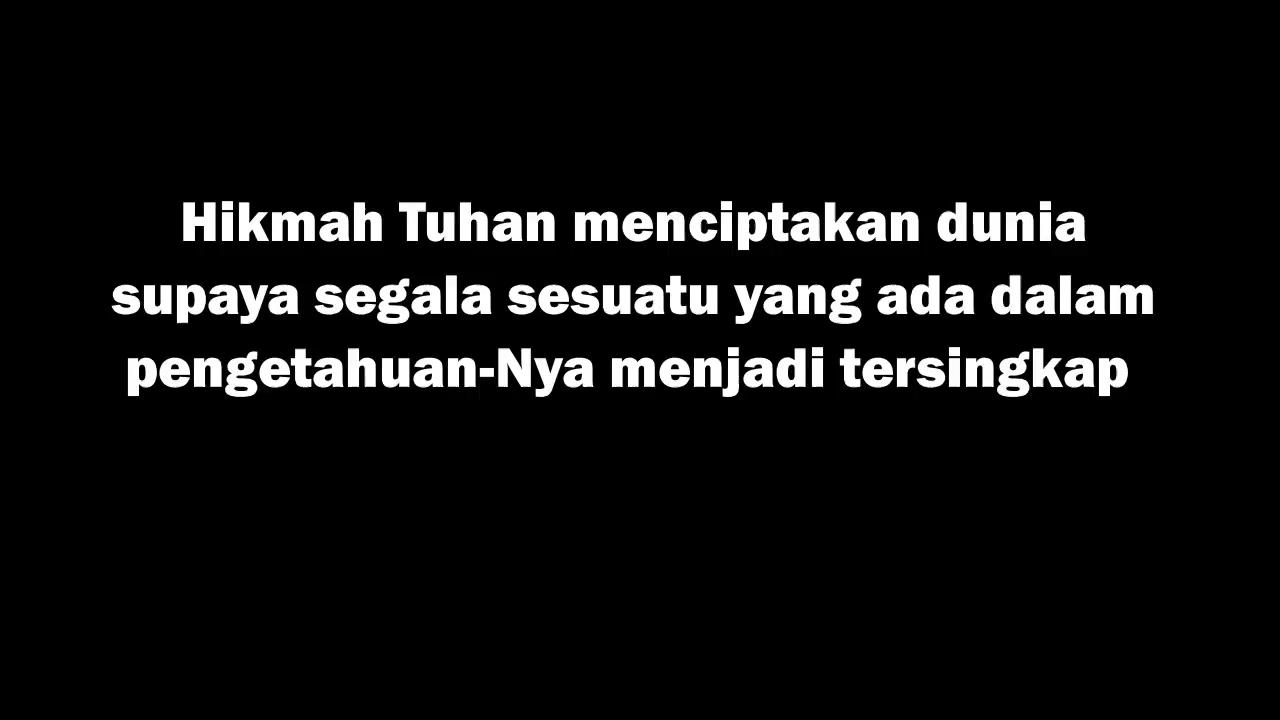 Hikmah Tuhan menciptakan dunia
supaya segala sesuatu yang ada dalam
pengetahuan-Nya menjadi tersingkap